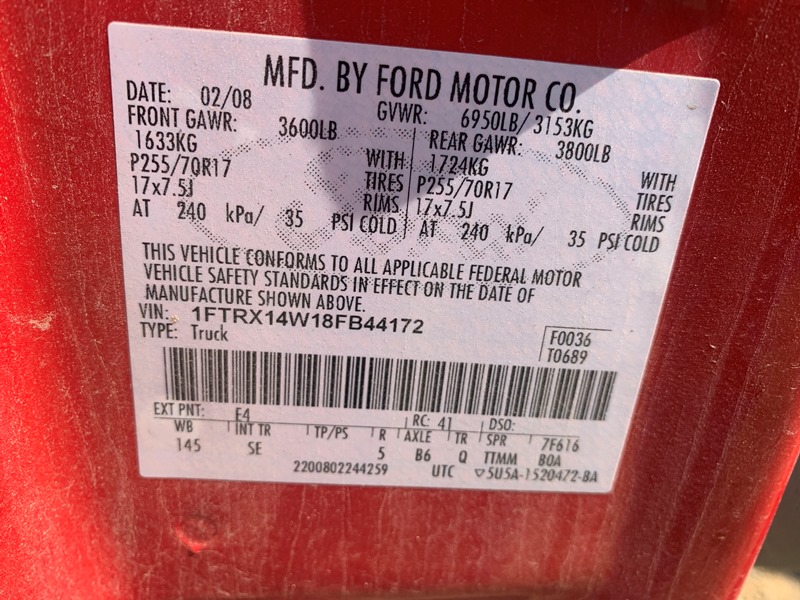 MFD. BY FORD MOTOR CO.
DATE: 02/08 GVWR: 6950LB/ 3153KG
FRONT GAWR: 3600LB REAR GAWR: 3800LB
1633KG WITH 1724KG WITH
P255/70R17 TIRES P255/70R17 TIRES
17x7.5J RIMS 17x7.5J RIMS
AT 240 kPa/ 35 PSI COLD AT 240 kPa/ 35 PSI COLD
THIS VEHICLE CONFORMS TO ALL APPLICABLE FEDERAL MOTOR
VEHICLE SAFETY STANDARDS IN EFFECT ON THE DATE OF
MANUFACTURE SHOWN ABOVE.
VIN: 1FTRX14W18FB44172
TYPE: Truck
F0036
T0689
EXT PNT: E4 RC: 41 DSO:
WB INT TR TP/PS R AXLE TR SPR 7F616
145 SE 5 B6 Q TTMM BOA
2200802244259 UTC ▽5U5A-1520472-BA